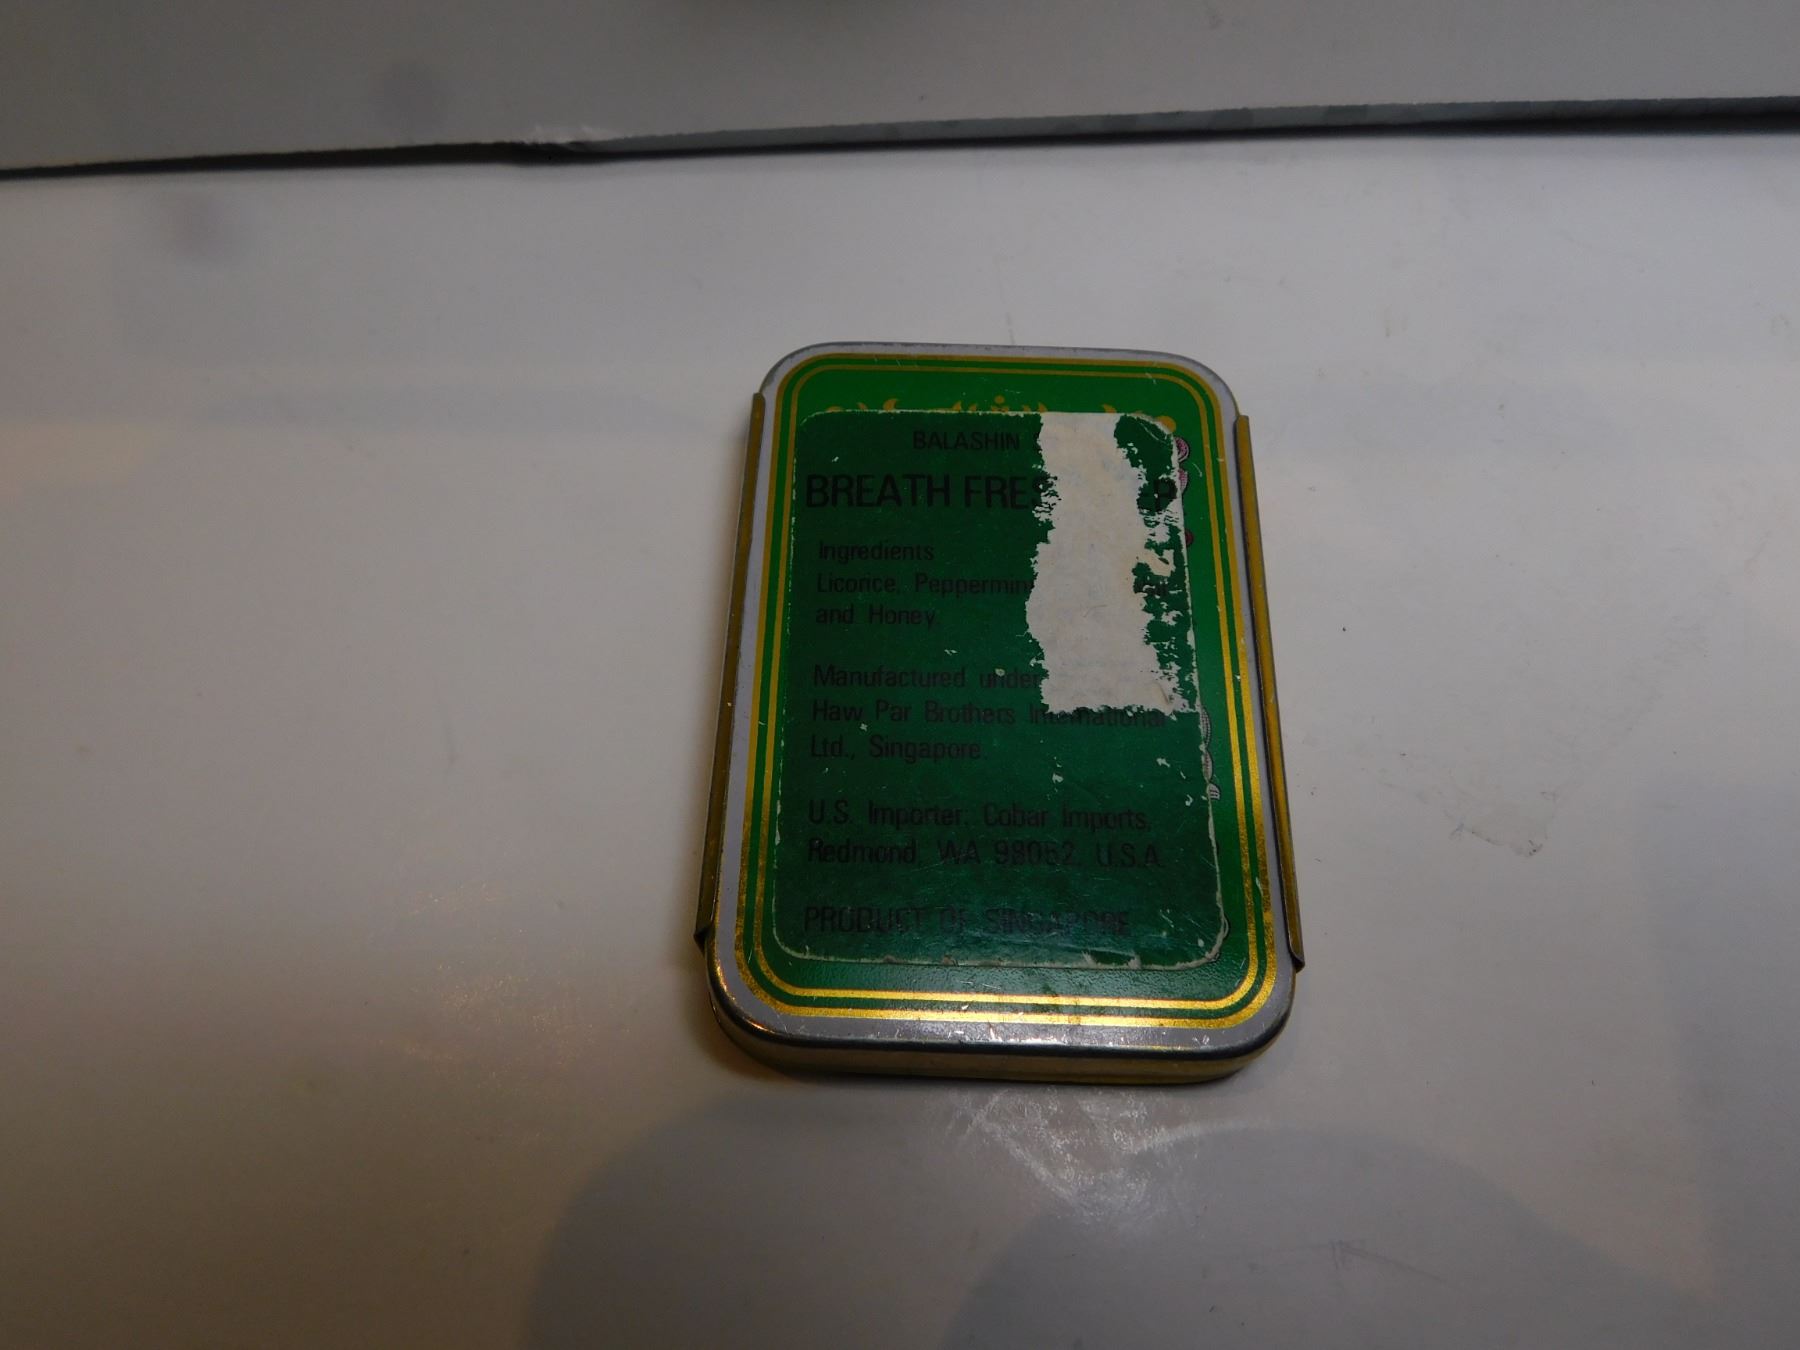 BALASHIN
BREATH FRES
Ingredients
Licorice, Peppermin
and Honey.
Manufactured under
Haw Par Brothers International
Ltd., Singapore.
U.S. Importer: Cobar Imports,
Redmond, WA 98052, U.S.A.
PRODUCT OF SINGAPORE